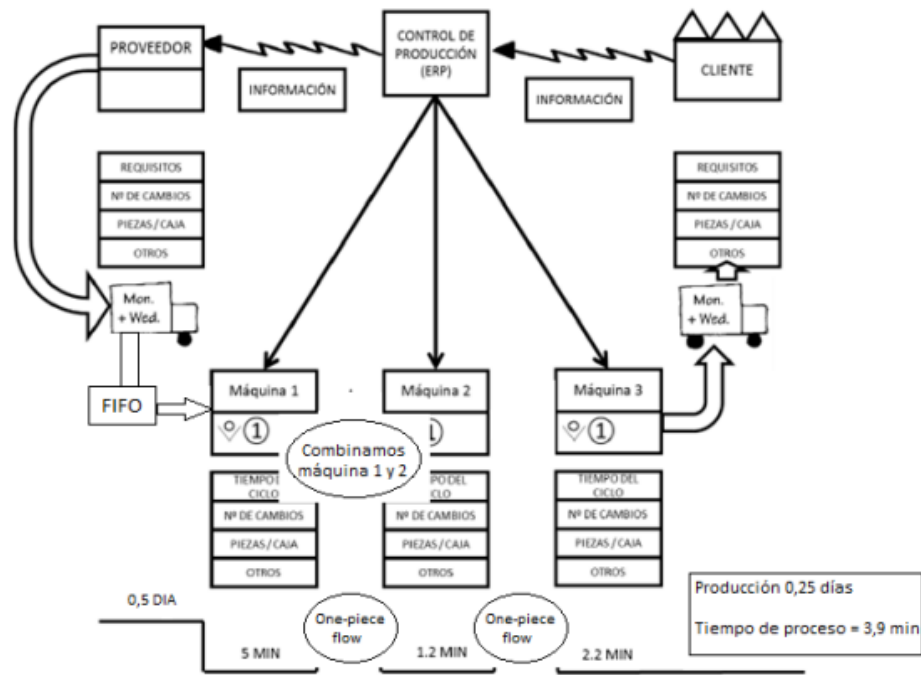 PROVEEDOR
INFORMACIÓN
CONTROL DE
PRODUCCIÓN
(ERP)
INFORMACIÓN
CLIENTE
REQUISITOS
Nº DE CAMBIOS
PIEZAS/CAJA
OTROS
REQUISITOS
Nº DE CAMBIOS
PIEZAS/CAJA
OTROS
Mon.
+ Wed.
Mon.
+ Wed.
FIFO
Máquina 1
1
Máquina 2
Máquina 3
1
Combinamos
máquina 1 y 2
CICLO
Nº DE CAMBIOS
PIEZAS/CAJA
OTROS
CICLO
Nº DE CAMBIOS
PIEZAS/CAJA
OTROS
TIEMPO DEL
CICLO
Nº DE CAMBIOS
PIEZAS/CAJA
OTROS
0,5 DIA
5 MIN
One-piece
flow
1.2 MIN
One-piece
flow
2.2 MIN
Producción 0,25 días
Tiempo de proceso = 3,9 min